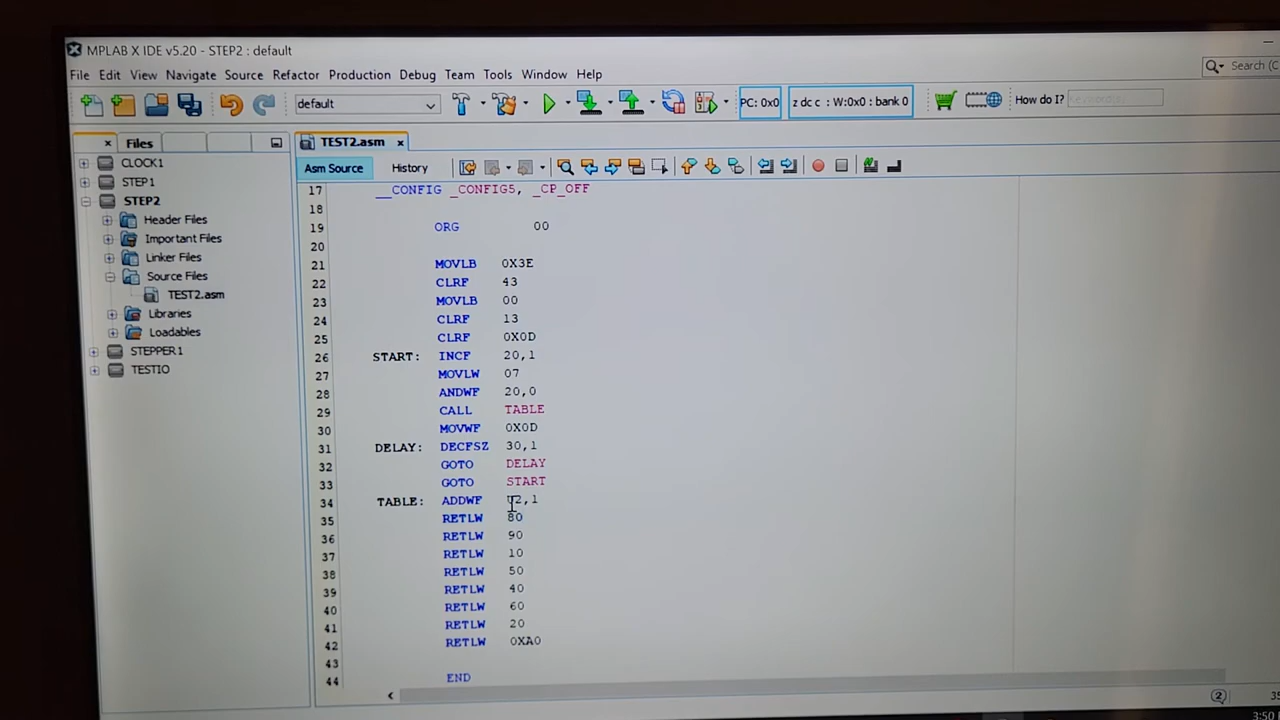 MPLAB X IDE v5.20 - STEP2 : default
File Edit View Navigate Source Refactor Production Debug Team Tools Window Help
Search (C
default
PC: 0x0
z dc c : W:0x0 : bank 0
How do I?
Files
TEST2.asm
Asm Source
History
CLOCK1
STEP1
STEP2
Header Files
Important Files
Linker Files
Source Files
TEST2.asm
Libraries
Loadables
STEPPER1
TESTIO
17 __CONFIG _CONFIG5, _CP_OFF
18
19 ORG 00
20
21 MOVLB 0X3E
22 CLRF 43
23 MOVLB 00
24 CLRF 13
25 CLRF 0X0D
26 START: INCF 20,1
27 MOVLW 07
28 ANDWF 20,0
29 CALL TABLE
30 MOVWF 0X0D
31 DELAY: DECFSZ 30,1
32 GOTO DELAY
33 GOTO START
34 TABLE: ADDWF 2,1
35 RETLW 80
36 RETLW 90
37 RETLW 10
38 RETLW 50
39 RETLW 40
40 RETLW 60
41 RETLW 20
42 RETLW 0XA0
43
44 END
2
3:50